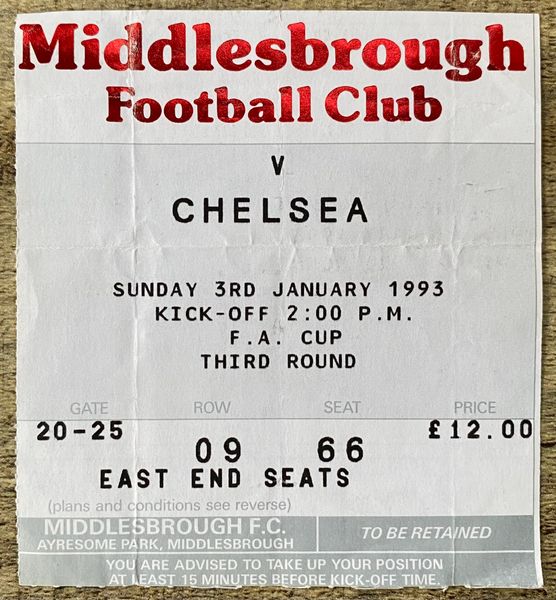 Middlesbrough
Football Club
V
CHELSEA
SUNDAY 3RD JANUARY 1993
KICK-OFF 2:00 P.M.
F.A. CUP
THIRD ROUND
GATE ROW SEAT PRICE
20-25 09 66 £12.00
EAST END SEATS
(plans and conditions see reverse)
MIDDLESBROUGH F.C.
AYRESOME PARK, MIDDLESBROUGH
TO BE RETAINED
YOU ARE ADVISED TO TAKE UP YOUR POSITION
AT LEAST 15 MINUTES BEFORE KICK-OFF TIME.